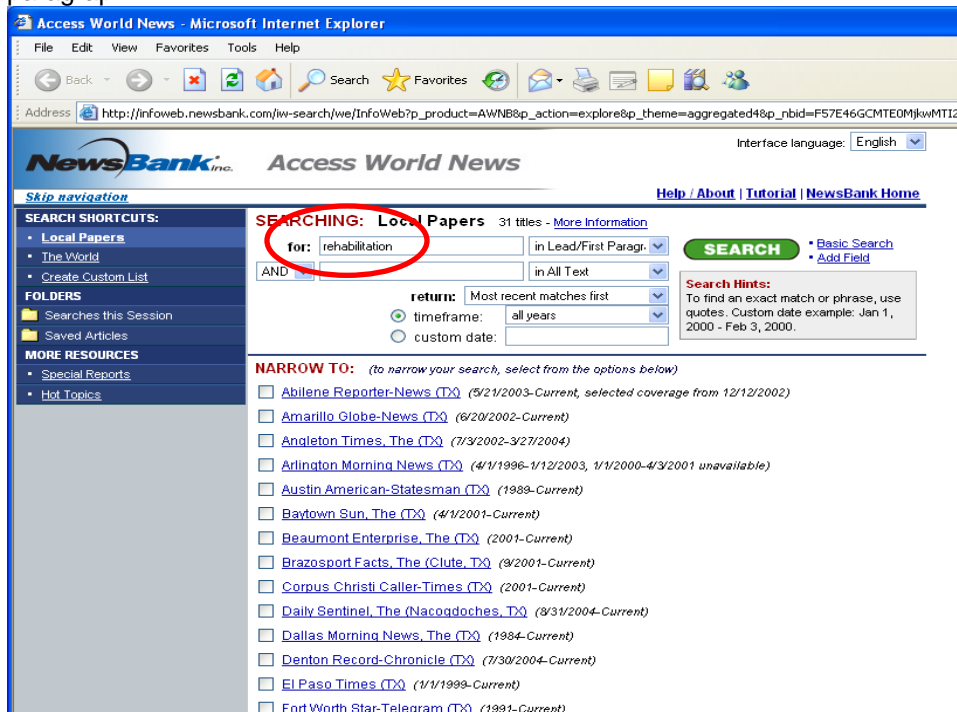 Access World News - Microsoft Internet Explorer
File Edit View Favorites Tools Help
Back Search Favorites
Address http://infoweb.newsbank.com/iw-search/we/InfoWeb?p_product=AWNB&p_action=explore&p_theme=aggregated4&p_nbid=F57E46GCMTE0MjkwMTI2
Interface language: English
NewsBank inc. Access World News
Skip navigation
Help / About | Tutorial | NewsBank Home
SEARCH SHORTCUTS:
• Local Papers
• The World
• Create Custom List
FOLDERS
Searches this Session
Saved Articles
MORE RESOURCES
• Special Reports
• Hot Topics
SEARCHING: Local Papers 31 titles - More Information
for: rehabilitation in Lead/First Paragr. SEARCH • Basic Search
• Add Field
AND in All Text
return: Most recent matches first
timeframe: all years
custom date:
Search Hints:
To find an exact match or phrase, use
quotes. Custom date example: Jan 1,
2000 - Feb 3, 2000.
NARROW TO: (to narrow your search, select from the options below)
Abilene Reporter-News (TX) (5/21/2003-Current, selected coverage from 12/12/2002)
Amarillo Globe-News (TX) (6/20/2002-Current)
Angleton Times, The (TX) (7/3/2002-3/27/2004)
Arlington Morning News (TX) (4/1/1996-1/12/2003, 1/1/2000-4/3/2001 unavailable)
Austin American-Statesman (TX) (1989-Current)
Baytown Sun, The (TX) (4/1/2001-Current)
Beaumont Enterprise, The (TX) (2001-Current)
Brazosport Facts, The (Clute, TX) (9/2001-Current)
Corpus Christi Caller-Times (TX) (2001-Current)
Daily Sentinel, The (Nacogdoches, TX) (8/31/2004-Current)
Dallas Morning News, The (TX) (1984-Current)
Denton Record-Chronicle (TX) (7/30/2004-Current)
El Paso Times (TX) (1/1/1999-Current)
Fort Worth Star-Telegram (TX) (1991-Current)